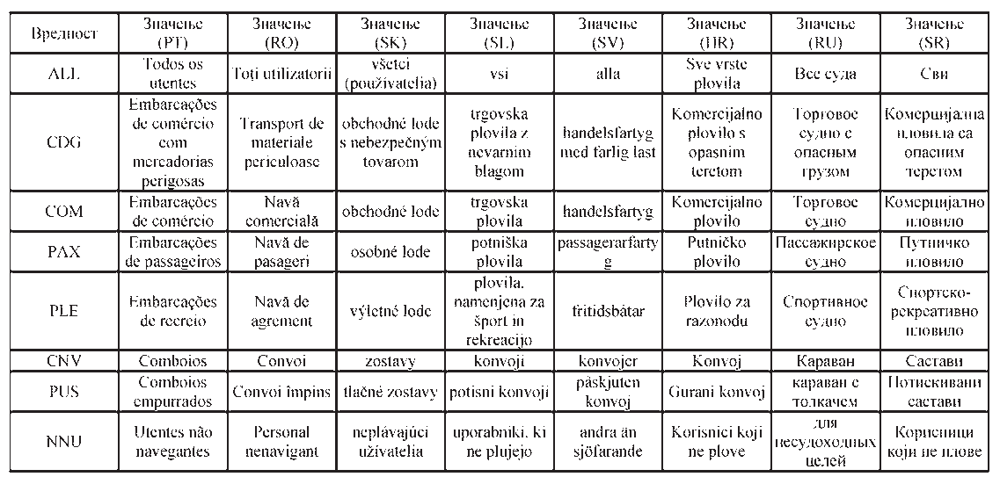 Вредност
Значење
(PT)
Значење
(RO)
Значење
(SK)
Значење
(SL)
Значење
(SV)
Значење
(HR)
Значење
(RU)
Значење
(SR)
ALL
Todos os
utentes
Toți utilizatorii
všetci
(používatelia)
vsi
alla
Sve vrste
plovila
Все суда
Сви
CDG
Embarcações
de comércio
com
mercadorias
perigosas
Transport de
materiale
periculoase
obchodné lode
s nebezpečným
tovarom
trgovska
plovila z
nevarnim
blagom
handelsfartyg
med farlig last
Komercijalno
plovilo s
opasnim
teretom
Торговое
судно с
опасным
грузом
Комерцијална
пловила са
опасним
теретом
COM
Embarcações
de comércio
Navă
comercială
obchodné lode
trgovska
plovila
handelsfartyg
Komercijalno
plovilo
Торговое
судно
Комерцијално
пловило
PAX
Embarcações
de passageiros
Navă de
pasageri
osobné lode
potniška
plovila
passagerarfarty
g
Putničko
plovilo
Пассажирское
судно
Путничко
пловило
PLE
Embarcações
de recreio
Navă de
agrement
výletné lode
plovila,
namenjena za
šport in
rekreacijo
fritidsbåtar
Plovilo za
razonodu
Спортивное
судно
Спортско-
рекреативно
пловило
CNV
Comboios
Convoi
zostavy
konvoji
konvojer
Konvoj
Караван
Састави
PUS
Comboios
empurrados
Convoi împins
tlačné zostavy
potisni konvoji
påskjuten
konvoj
Gurani konvoj
караван с
толкачем
Потискивани
састави
NNU
Utentes não
navegantes
Personal
nenavigant
neplávajúci
užívatelia
uporabniki, ki
ne plujejo
andra än
sjöfarande
Korisnici koji
ne plove
для
несудоходных
целей
Корисници
који не плове